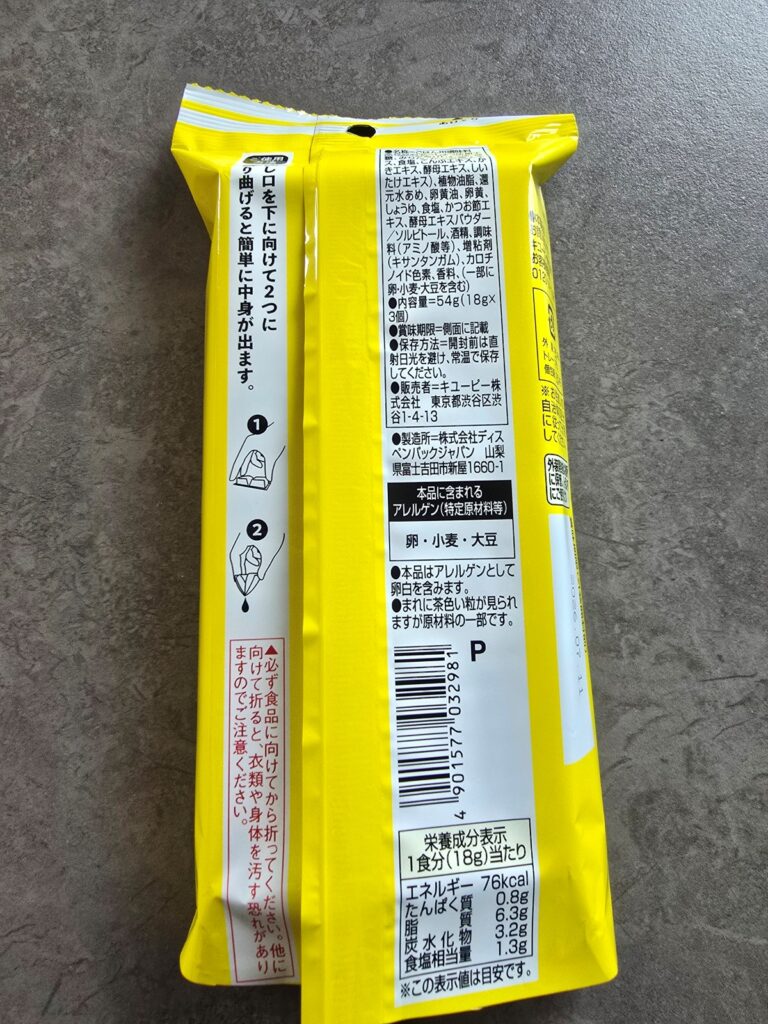 し口を下に向けて2つに
り曲げると簡単に中身が出ます。
1
2
▲必ず食品に向けてから折ってください。他に
向けて折ると、衣類や身体を汚す恐れがあり
ますのでご注意ください。
ス、食塩、こんぶエキス、か
きエキス、酵母エキス、しい
たけエキス)、植物油脂、還
元水あめ、卵黄油、卵黄、
しょうゆ、食塩、かつお節エ
キス、酵母エキスパウダー
/ソルビトール、酒精、調味
料(アミノ酸等)、増粘剤
(キサンタンガム)、カロチ
ノイド色素、香料、(一部に
卵・小麦・大豆を含む)
●内容量=54g(18g×
3個)
●賞味期限=側面に記載
●保存方法=開封前は直
射日光を避け、常温で保存
してください。
●販売者=キユーピー株
式会社 東京都渋谷区渋
谷1-4-13
●製造所=株式会社ディス
ペンパックジャパン 山梨
県富士吉田市新屋1660-1
本品に含まれる
アレルゲン(特定原材料等)
卵・小麦・大豆
●本品はアレルゲンとして
卵白を含みます。
●まれに茶色い粒が見られ
ますが原材料の一部です。
P
4 901577 032981
栄養成分表示
1食分(18g)当たり
エネルギー 76kcal
たんぱく質 0.8g
脂質 6.3g
炭水化物 3.2g
食塩相当量 1.3g
※この表示値は目安です。